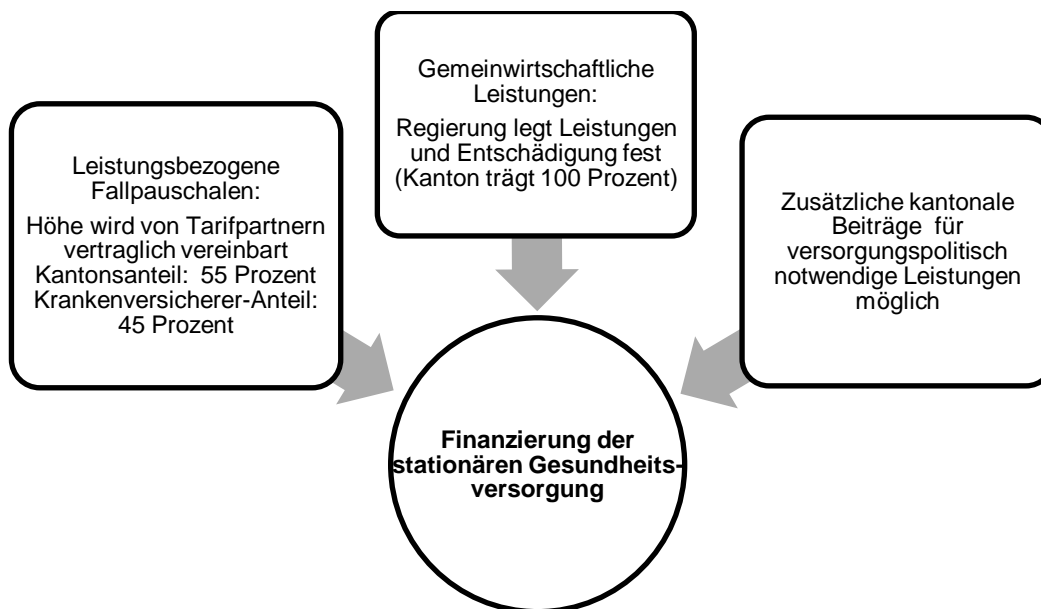 Leistungsbezogene
Fallpauschalen:
Höhe wird von Tarifpartnern
vertraglich vereinbart
Kantonsanteil: 55 Prozent
Krankenversicherer-Anteil:
45 Prozent
Gemeinwirtschaftliche
Leistungen:
Regierung legt Leistungen
und Entschädigung fest
(Kanton trägt 100 Prozent)
Zusätzliche kantonale
Beiträge für
versorgungspolitisch
notwendige Leistungen
möglich
Finanzierung der
stationären Gesundheits-
versorgung